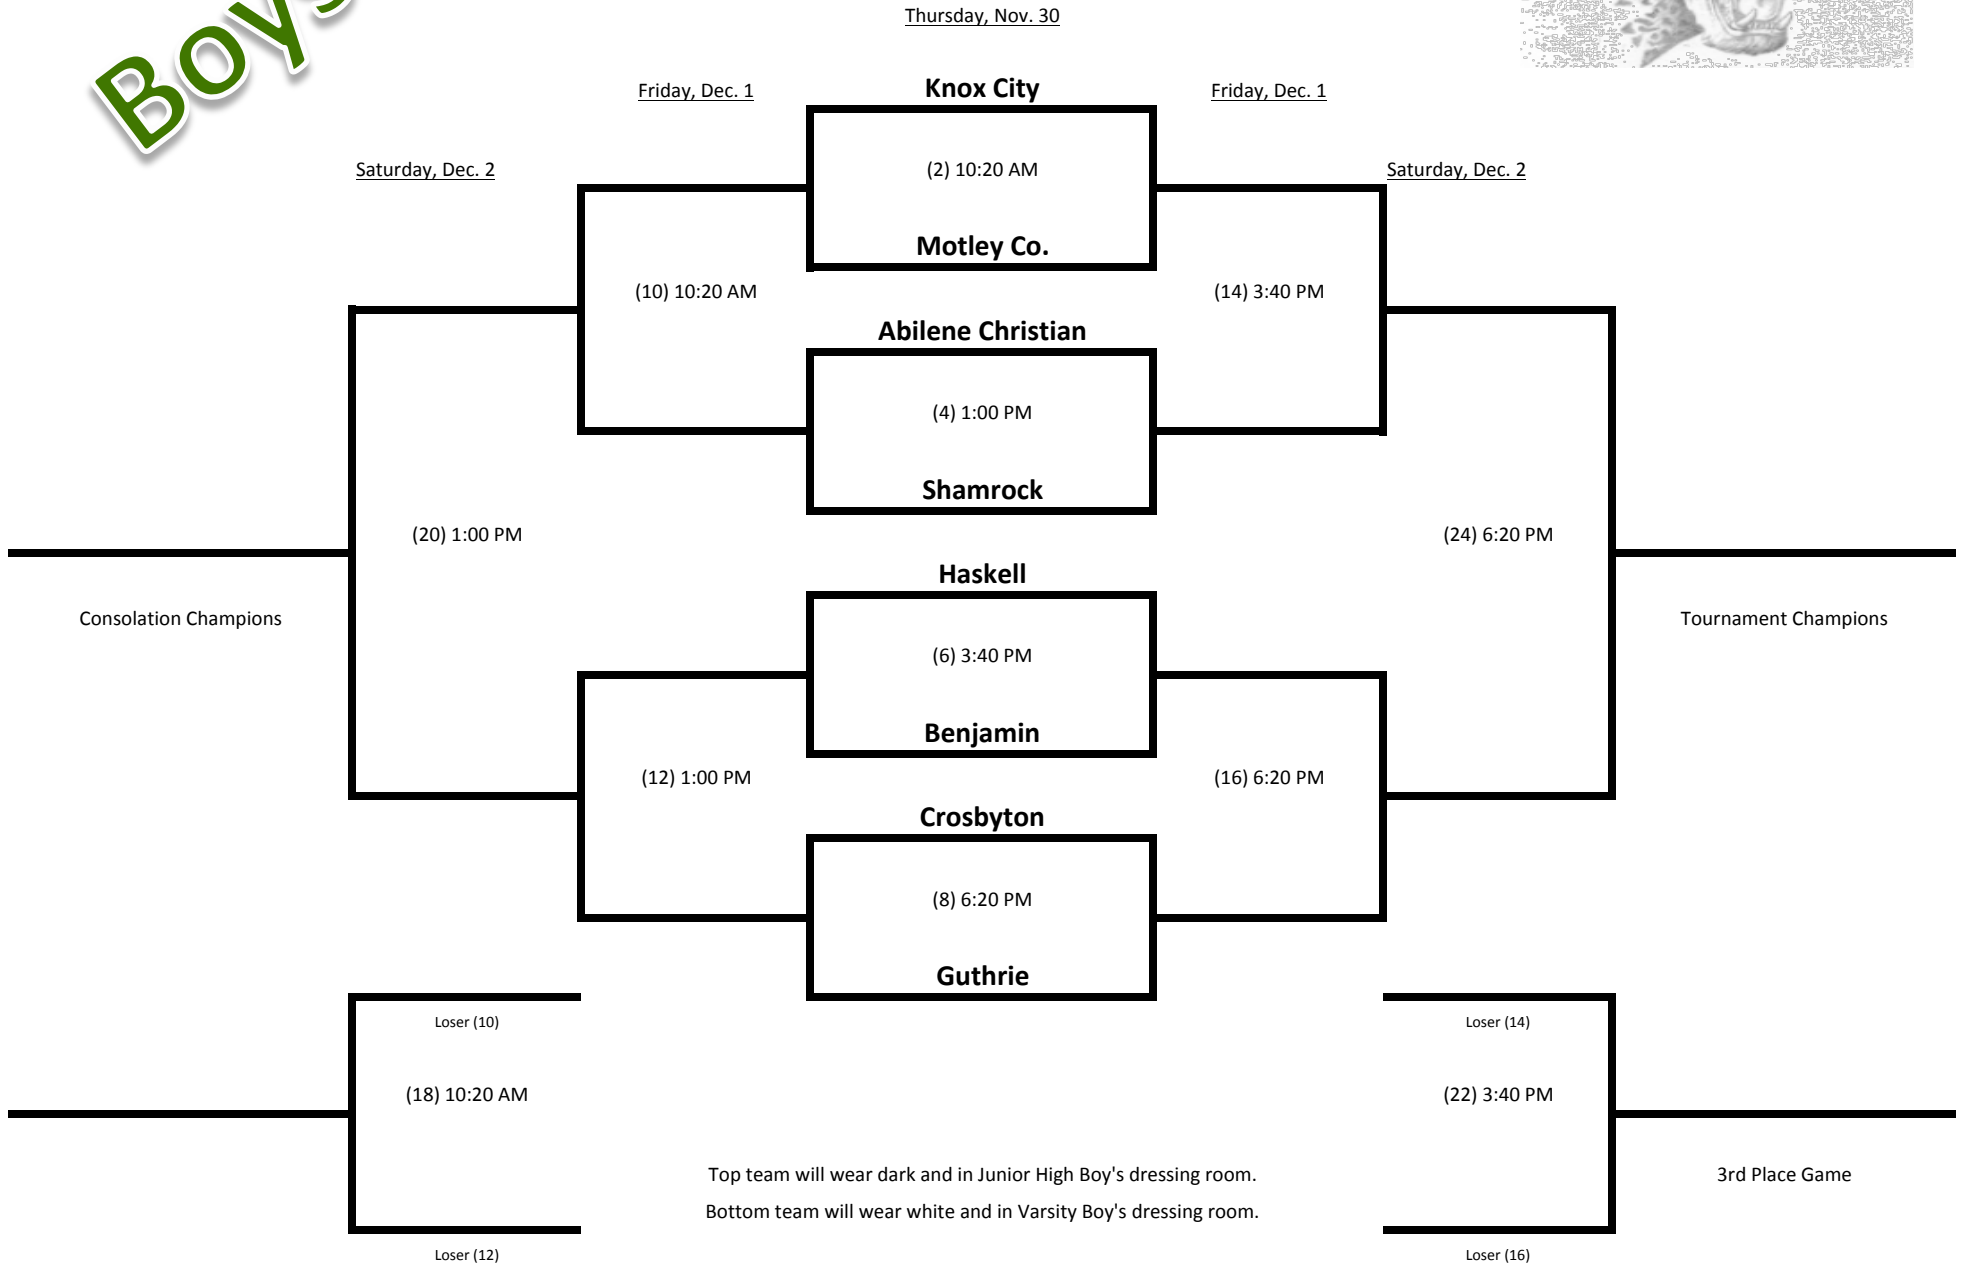 Boys
Thursday, Nov. 30
Friday, Dec. 1
Knox City
Friday, Dec. 1
Saturday, Dec. 2
(2) 10:20 AM
Saturday, Dec. 2
Motley Co.
(10) 10:20 AM
(14) 3:40 PM
Abilene Christian
(4) 1:00 PM
Shamrock
(20) 1:00 PM
(24) 6:20 PM
Haskell
Consolation Champions
Tournament Champions
(6) 3:40 PM
Benjamin
(12) 1:00 PM
(16) 6:20 PM
Crosbyton
(8) 6:20 PM
Guthrie
Loser (10)
Loser (14)
(18) 10:20 AM
(22) 3:40 PM
Top team will wear dark and in Junior High Boy's dressing room.
3rd Place Game
Bottom team will wear white and in Varsity Boy's dressing room.
Loser (12)
Loser (16)